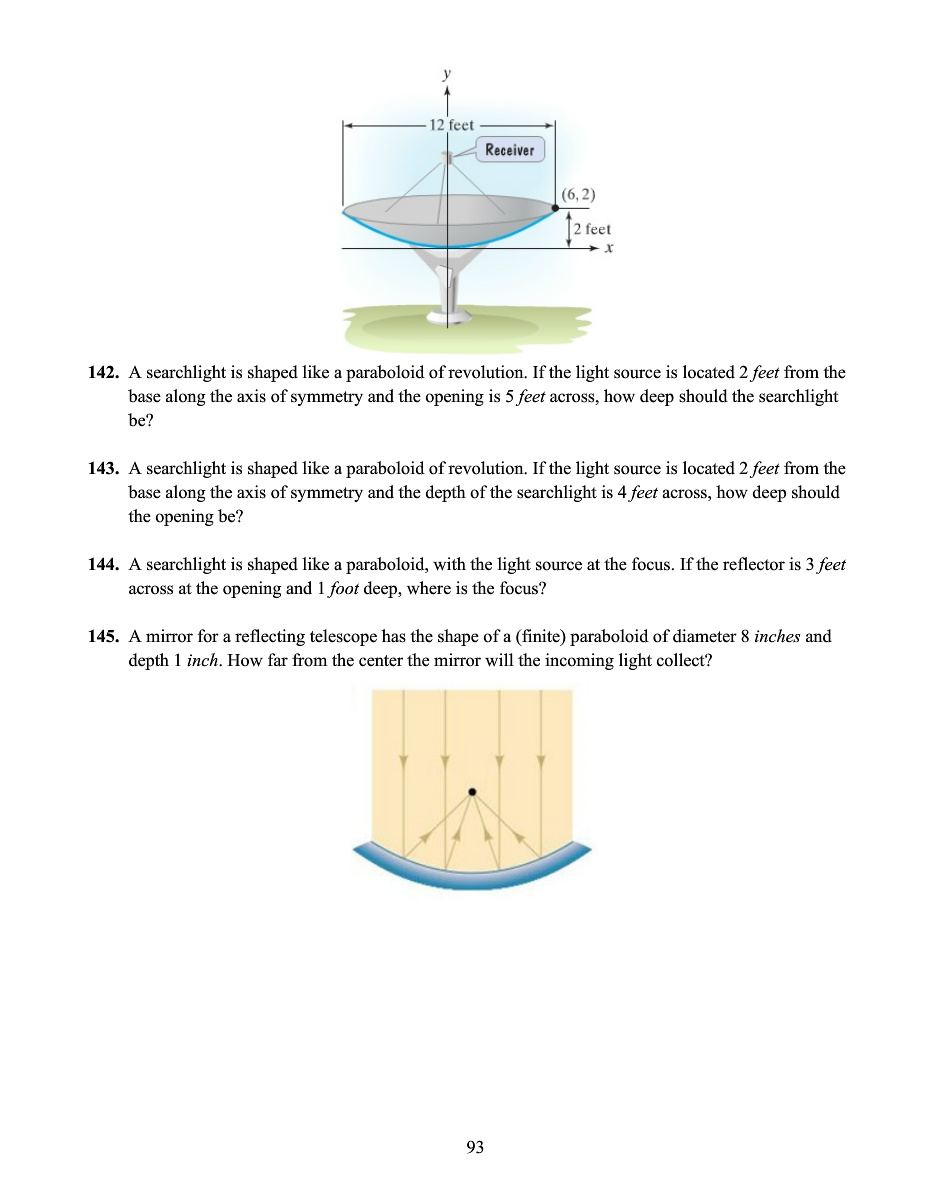 y
12 feet
Receiver
(6, 2)
2 feet
x
142. A searchlight is shaped like a paraboloid of revolution. If the light source is located 2 feet from the
base along the axis of symmetry and the opening is 5 feet across, how deep should the searchlight
be?
143. A searchlight is shaped like a paraboloid of revolution. If the light source is located 2 feet from the
base along the axis of symmetry and the depth of the searchlight is 4 feet across, how deep should
the opening be?
144. A searchlight is shaped like a paraboloid, with the light source at the focus. If the reflector is 3 feet
across at the opening and 1 foot deep, where is the focus?
145. A mirror for a reflecting telescope has the shape of a (finite) paraboloid of diameter 8 inches and
depth 1 inch. How far from the center the mirror will the incoming light collect?
93